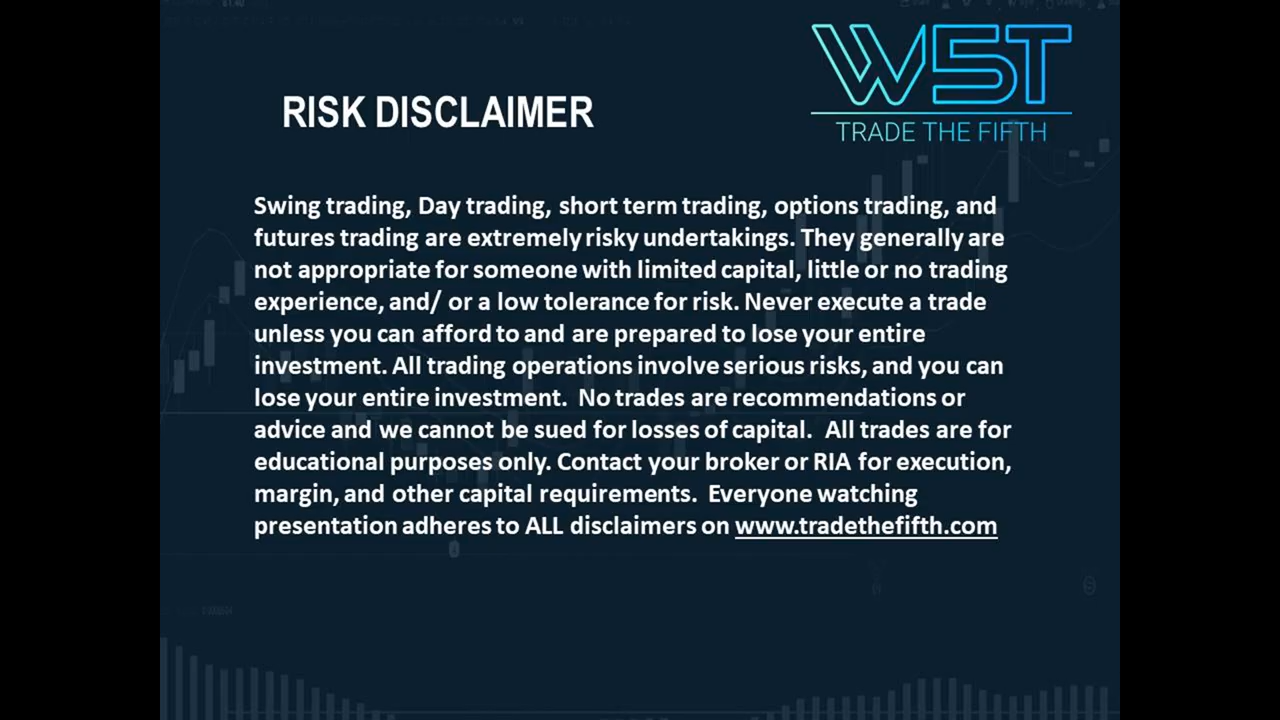 W5T
TRADE THE FIFTH
RISK DISCLAIMER
Swing trading, Day trading, short term trading, options trading, and
futures trading are extremely risky undertakings. They generally are
not appropriate for someone with limited capital, little or no trading
experience, and/ or a low tolerance for risk. Never execute a trade
unless you can afford to and are prepared to lose your entire
investment. All trading operations involve serious risks, and you can
lose your entire investment.  No trades are recommendations or
advice and we cannot be sued for losses of capital.  All trades are for
educational purposes only. Contact your broker or RIA for execution,
margin, and other capital requirements.  Everyone watching
presentation adheres to ALL disclaimers on www.tradethefifth.com